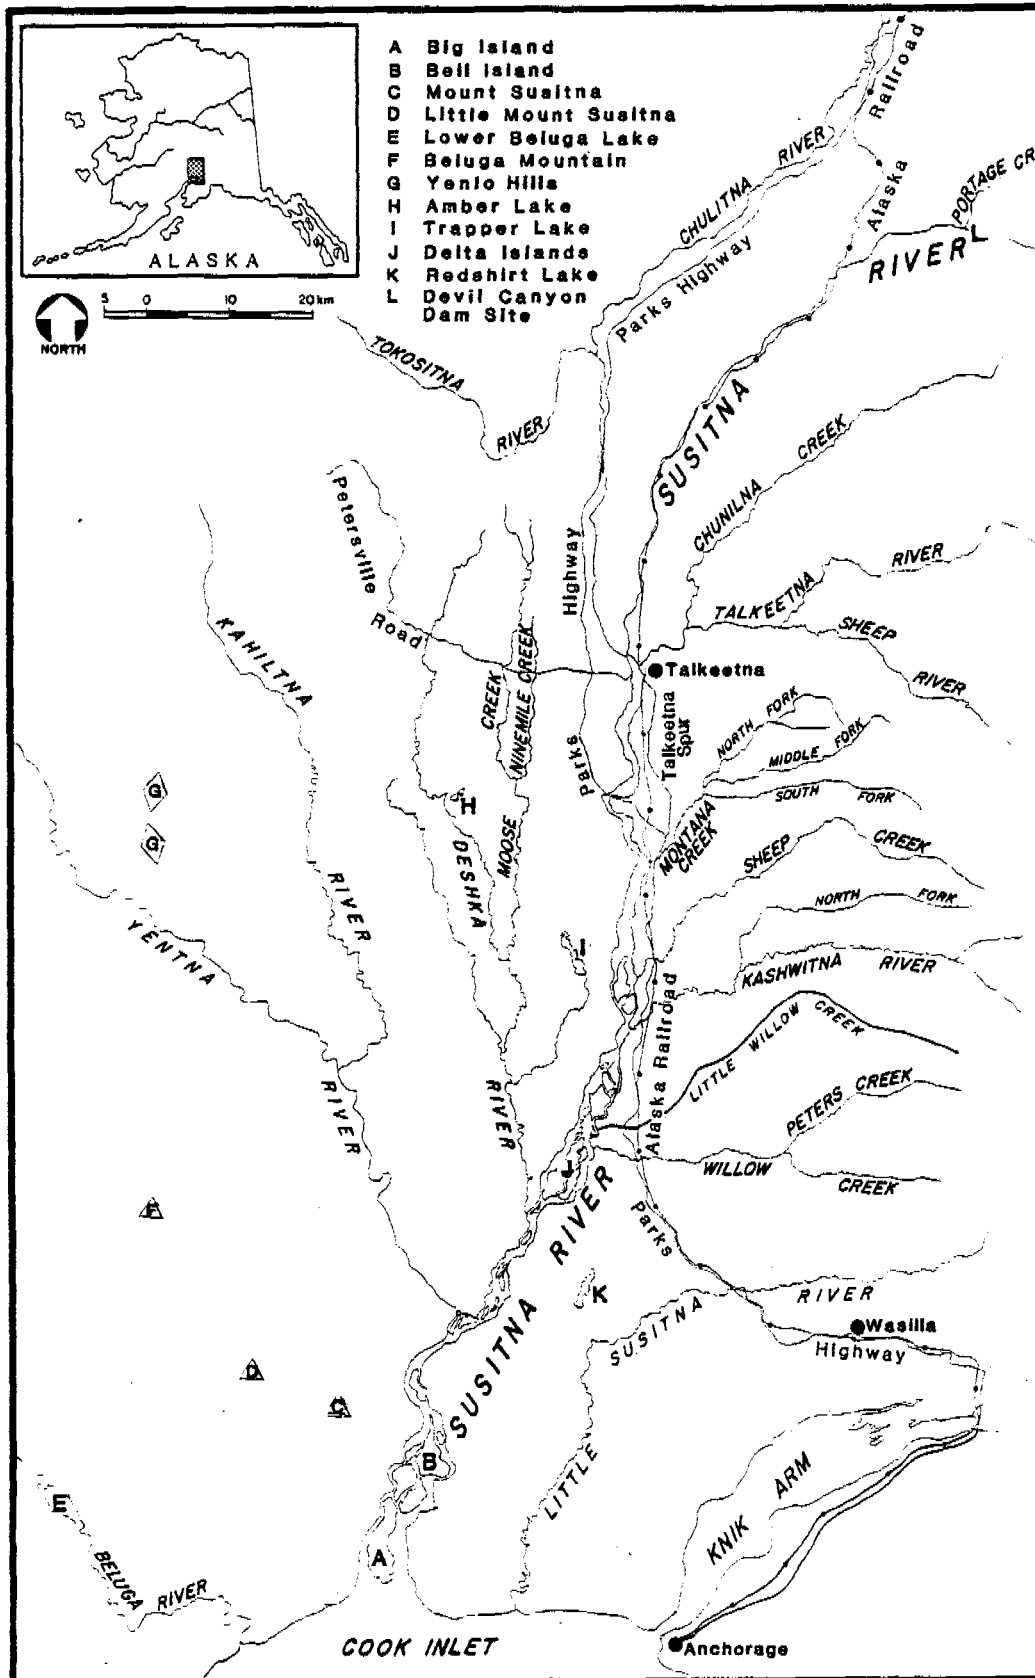 A Big Island
B Bell Island
C Mount Susitna
D Little Mount Susitna
E Lower Beluga Lake
F Beluga Mountain
G Yenlo Hills
H Amber Lake
I Trapper Lake
J Delta Islands
K Redshirt Lake
L Devil Canyon
Dam Site
ALASKA
NORTH
5 0 10 20km
Railroad
Alaska
CHULITNA RIVER
Parks Highway
PORTAGE CR
RIVER
L
TOKOSITNA
RIVER
SUSITNA
CHUNILNA CREEK
Petersville
Road
Highway
TALKEETNA RIVER
SHEEP
RIVER
KAHILTNA
RIVER
CREEK
NINEMILE CREEK
Talkeetna
Talkeetna
Spur
Parks
NORTH FORK
MIDDLE FORK
SOUTH FORK
MONTANA
CREEK
G
G
H
DESHKA
MOOSE
SHEEP CREEK
NORTH FORK
YENTNA
I
KASHWITNA RIVER
Alaska Railroad
LITTLE WILLOW CREEK
RIVER
RIVER
PETERS CREEK
J
WILLOW
CREEK
F
RIVER
Parks
K
SUSITNA
SUSITNA
RIVER
Wasilla
Highway
D
C
B
LITTLE
KNIK ARM
E
A
BELUGA
RIVER
COOK INLET
Anchorage